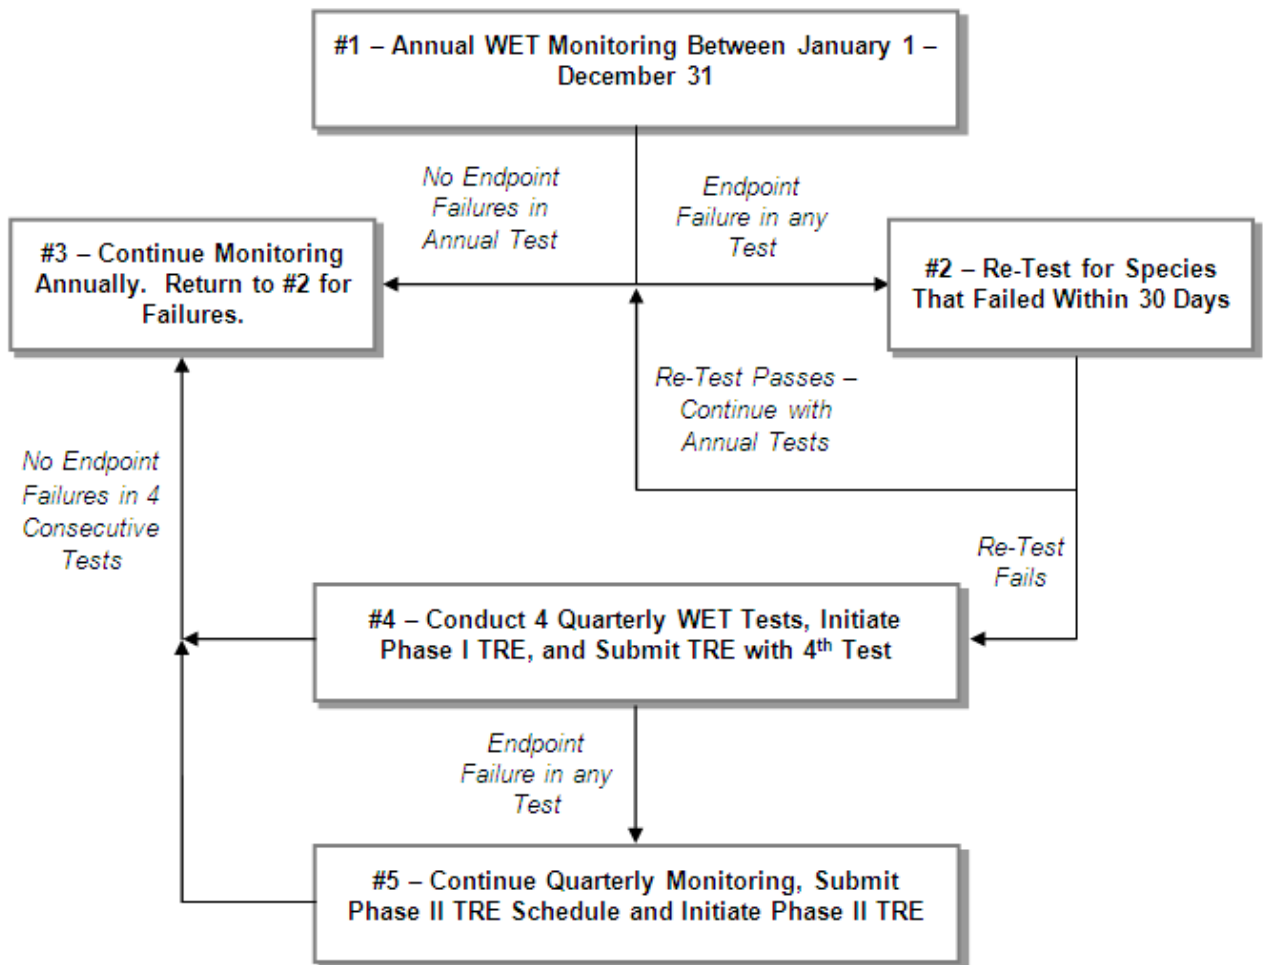 #1 – Annual WET Monitoring Between January 1 –
December 31
No Endpoint
Failures in
Annual Test
Endpoint
Failure in any
Test
#3 – Continue Monitoring
Annually. Return to #2 for
Failures.
#2 – Re-Test for Species
That Failed Within 30 Days
Re-Test Passes –
Continue with
Annual Tests
No Endpoint
Failures in 4
Consecutive
Tests
Re-Test
Fails
#4 – Conduct 4 Quarterly WET Tests, Initiate
Phase I TRE, and Submit TRE with 4th Test
Endpoint
Failure in any
Test
#5 – Continue Quarterly Monitoring, Submit
Phase II TRE Schedule and Initiate Phase II TRE